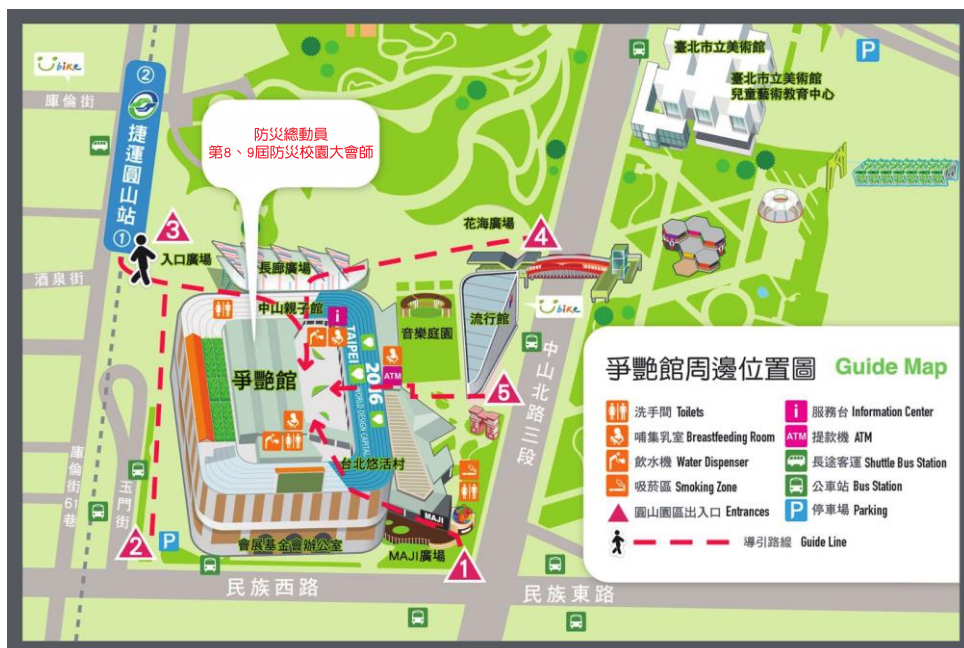 Ubike
庫倫街
②
捷運圓山站
①
防災總動員
第8、9屆防災校園大會師
臺北市立美術館
臺北市立美術館
兒童藝術教育中心
P
3
入口廣場
長廊廣場
花海廣場
4
酒泉街
中山親子館
i
音樂庭園
流行館
Ubike
TAIPEI
2016
WORLD DESIGN CAPITAL
ATM
爭艷館
5
中山北路三段
台北悠活村
庫倫街61巷
玉門街
2
P
會展基金會辦公室
MAJI
MAJI廣場
1
民族西路
民族東路
爭艷館周邊位置圖 Guide Map
洗手間 Toilets
哺集乳室 Breastfeeding Room
飲水機 Water Dispenser
吸菸區 Smoking Zone
圓山園區出入口 Entrances
i 服務台 Information Center
ATM 提款機 ATM
長途客運 Shuttle Bus Station
公車站 Bus Station
P 停車場 Parking
導引路線 Guide Line